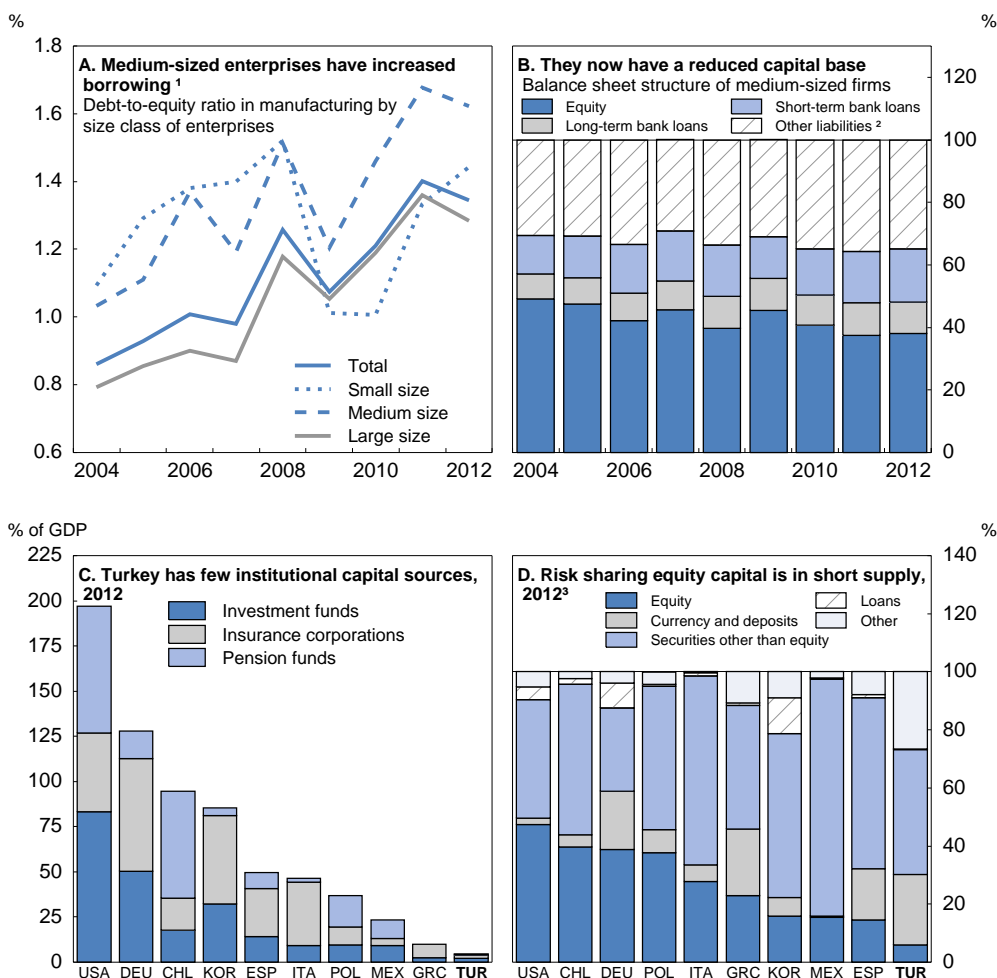 %
%
A. Medium-sized enterprises have increased
borrowing ¹
Debt-to-equity ratio in manufacturing by
size class of enterprises
1.8
1.6
1.4
1.2
1.0
0.8
0.6
Total
Small size
Medium size
Large size
2004 2006 2008 2010 2012
B. They now have a reduced capital base
Balance sheet structure of medium-sized firms
Equity Short-term bank loans
Long-term bank loans Other liabilities ²
120
100
80
60
40
20
0
2004 2006 2008 2010 2012
% of GDP
%
C. Turkey has few institutional capital sources,
2012
Investment funds
Insurance corporations
Pension funds
225
200
175
150
125
100
75
50
25
0
USA DEU CHL KOR ESP ITA POL MEX GRC TUR
D. Risk sharing equity capital is in short supply,
2012³
Equity Loans
Currency and deposits Other
Securities other than equity
140
120
100
80
60
40
20
0
USA CHL DEU POL ITA GRC KOR MEX ESP TUR